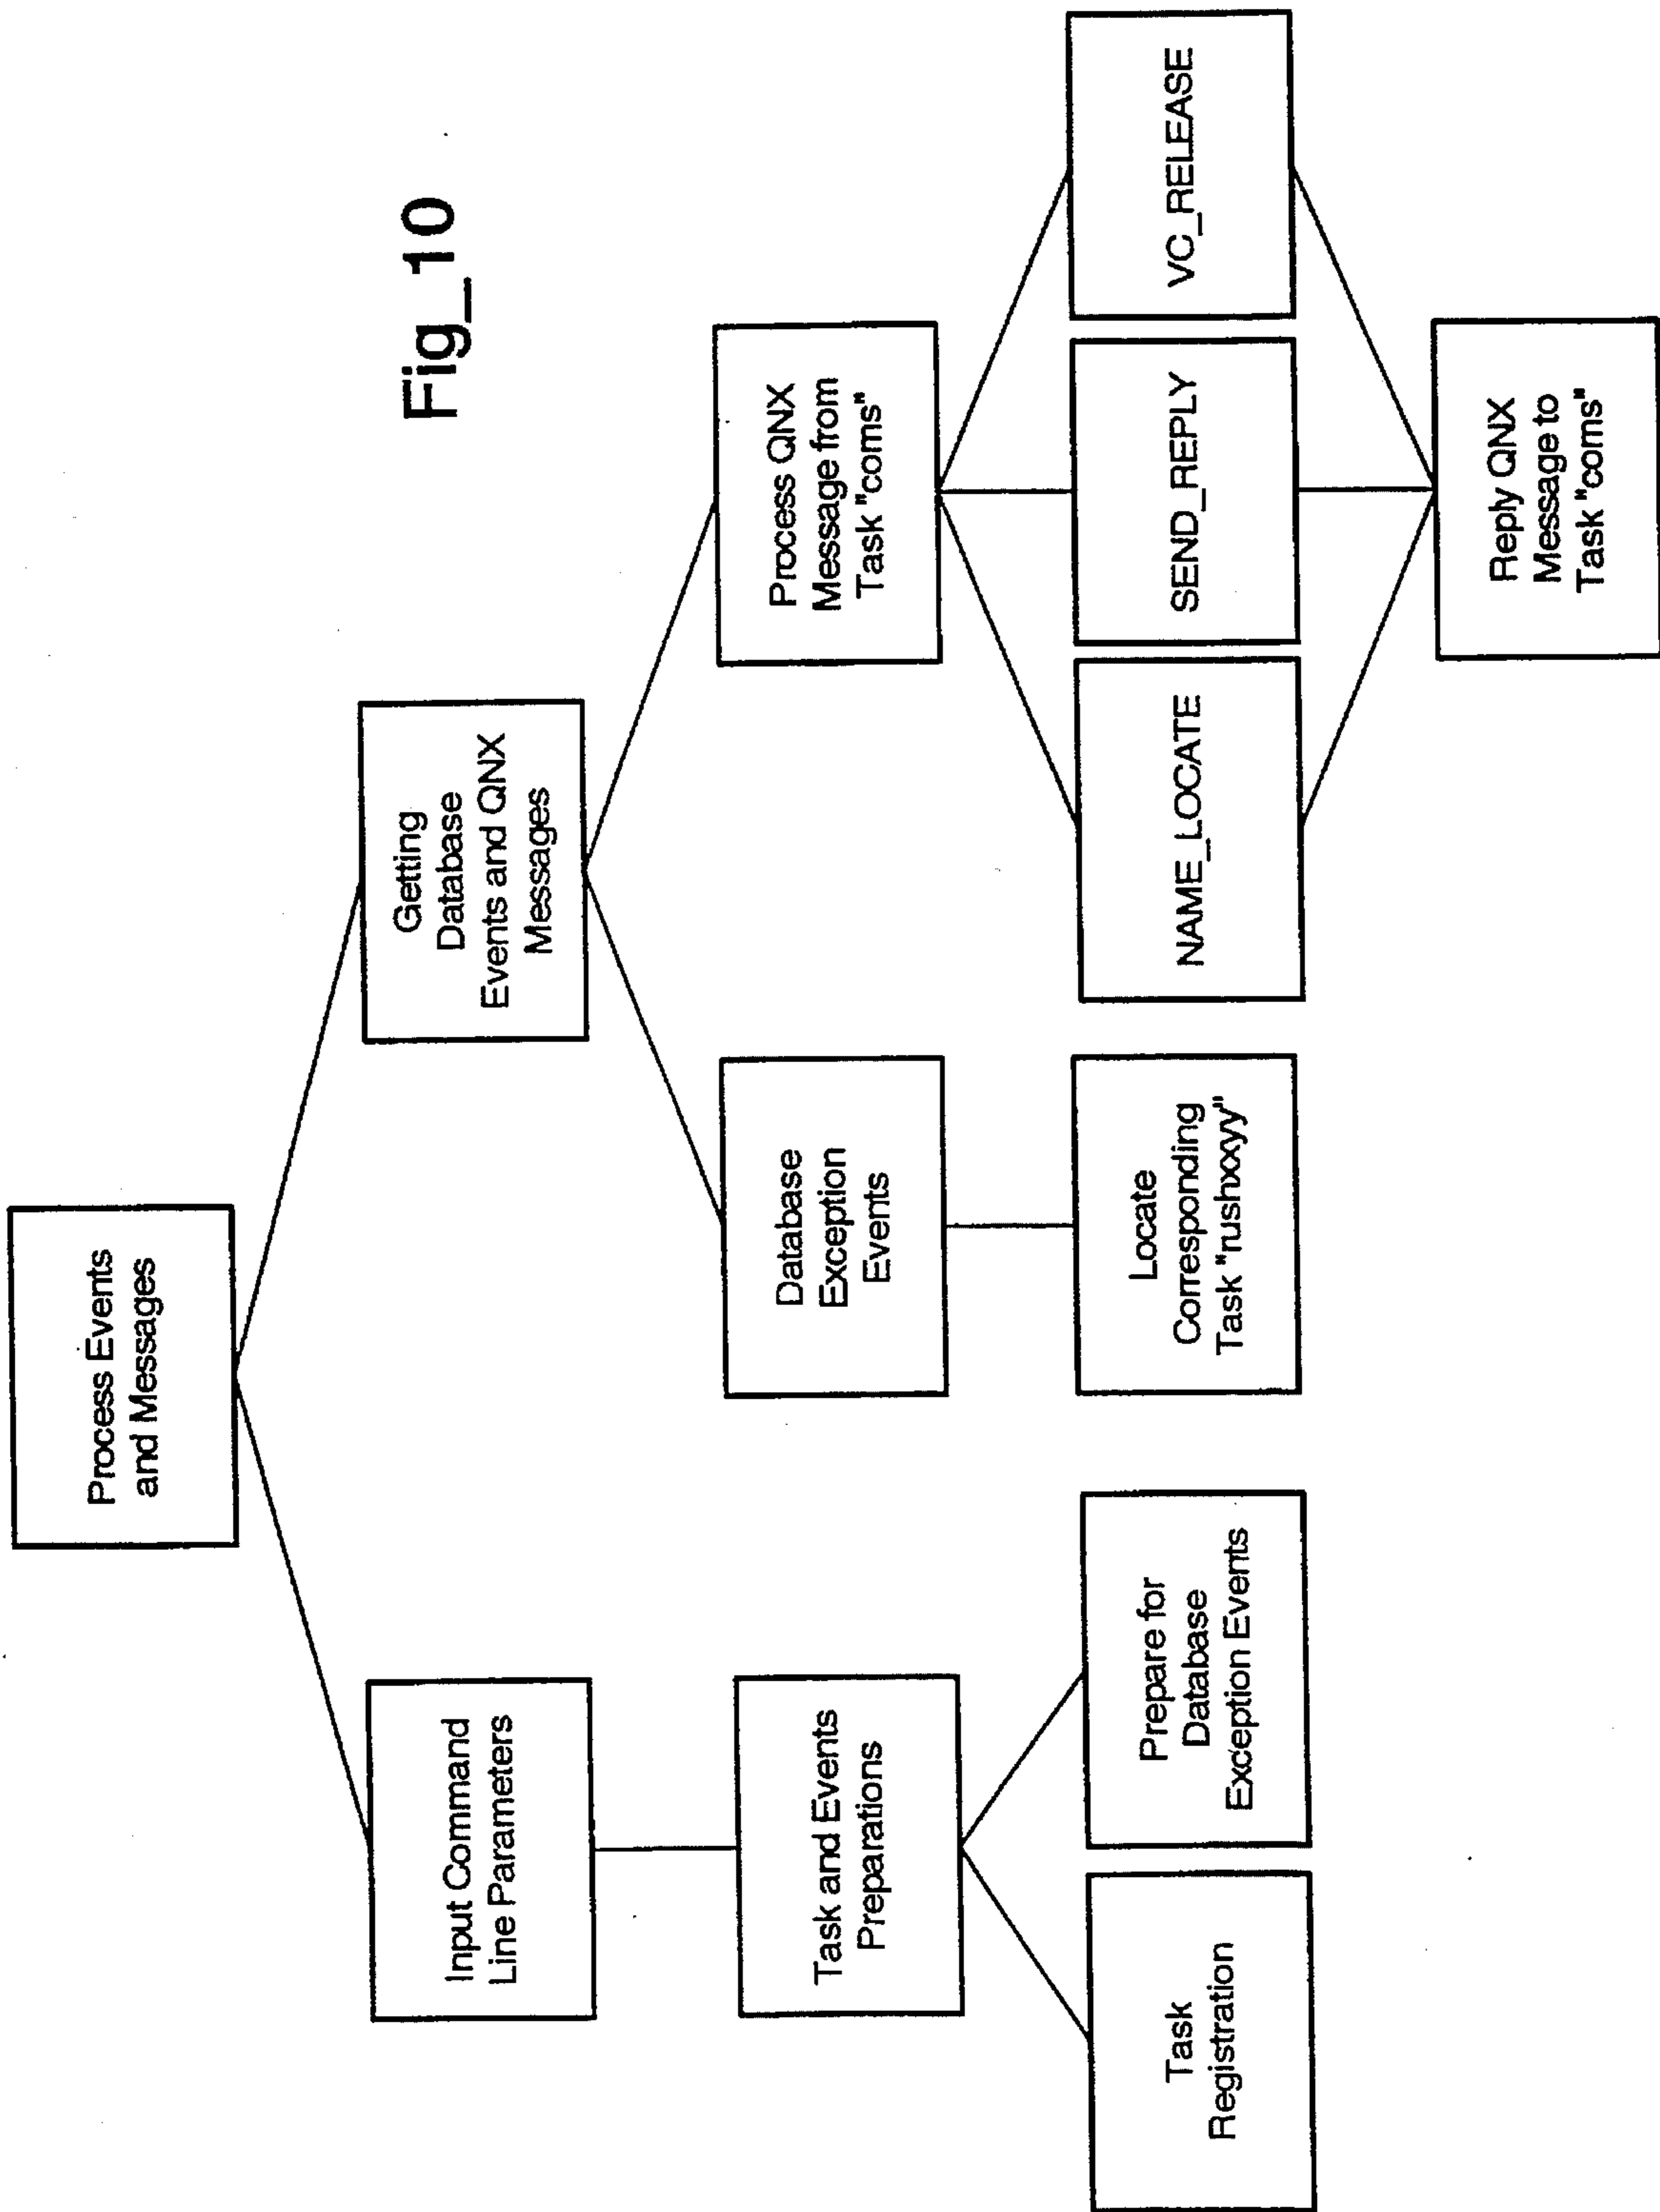 Fig_10
Process Events
and Messages
Input Command
Line Parameters
Getting
Database
Events and QNX
Messages
Task and Events
Preparations
Database
Exception
Events
Process QNX
Message from
Task "coms"
Task
Registration
Prepare for
Database
Exception Events
Locate
Corresponding
Task "rushxxyy"
NAME_LOCATE
SEND_REPLY
VC_RELEASE
Reply QNX
Message to
Task "coms"